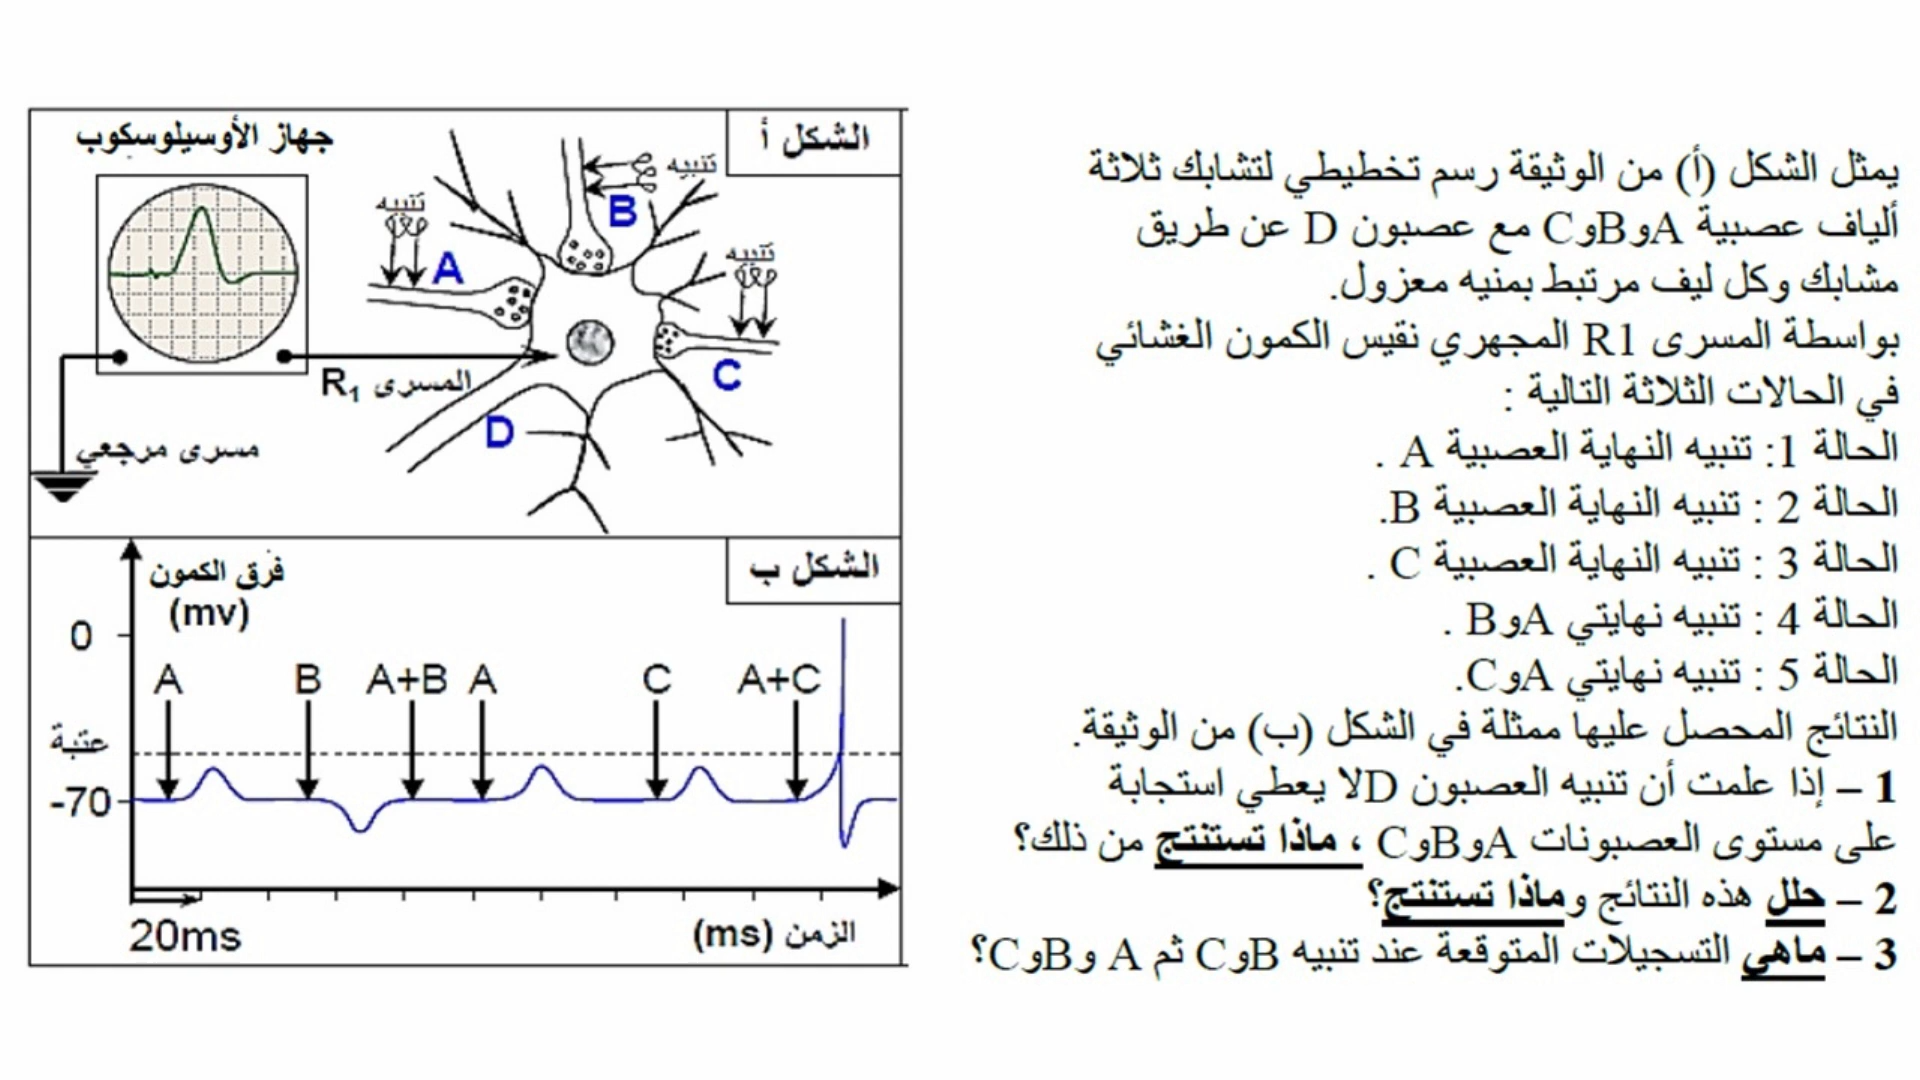 يمثل الشكل (أ) من الوثيقة رسم تخطيطي لتشابك ثلاثة
ألياف عصبية AوBوC مع عصبون D عن طريق
مشابك وكل ليف مرتبط بمنيه معزول.
بواسطة المسرى R1 المجهري نقيس الكمون الغشائي
في الحالات الثلاثة التالية :
الحالة 1: تنبيه النهاية العصبية A .
الحالة 2 : تنبيه النهاية العصبية B.
الحالة 3 : تنبيه النهاية العصبية C .
الحالة 4 : تنبيه نهايتي AوB .
الحالة 5 : تنبيه نهايتي AوC.
النتائج المحصل عليها ممثلة في الشكل (ب) من الوثيقة.
1 – إذا علمت أن تنبيه العصبون Dلا يعطي استجابة
على مستوى العصبونات AوBوC ، ماذا تستنتج من ذلك؟
2 – حلل هذه النتائج وماذا تستنتج؟
3 – ماهي التسجيلات المتوقعة عند تنبيه BوC ثم A وBوC؟
الشكل أ
جهاز الأوسيلوسكوب
تنبيه
B
تنبيه
A
تنبيه
C
المسرى R1
D
مسرى مرجعي
الشكل ب
فرق الكمون
(mv)
0
A B A+B A C A+C
عتبة
-70
20ms
الزمن (ms)